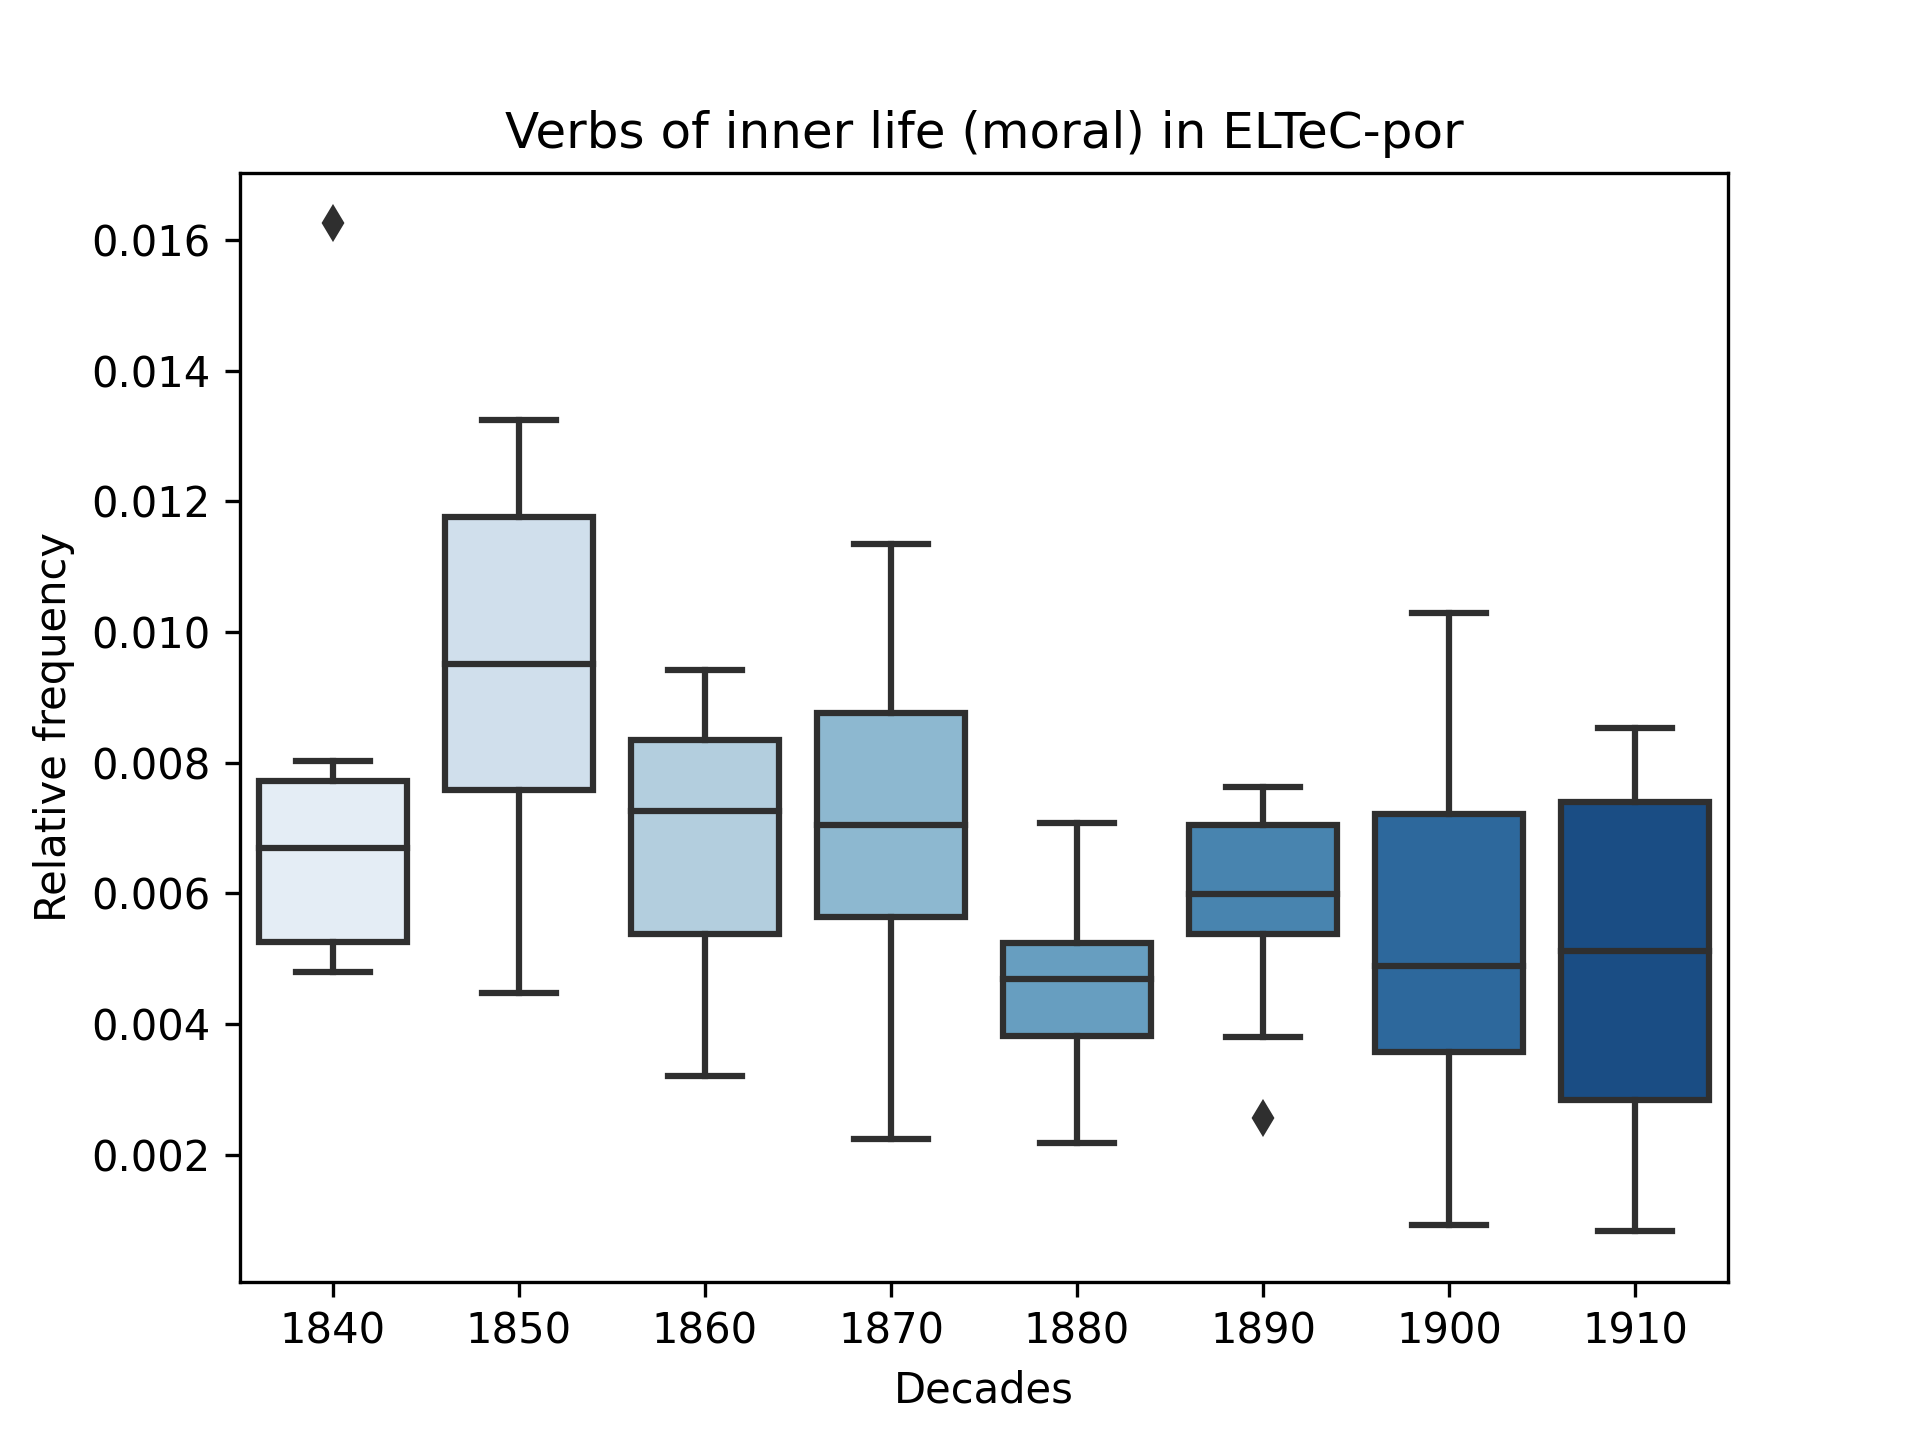 Verbs of inner life (moral) in ELTeC-por
0.016
0.014
0.012
0.010
0.008
0.006
0.004
0.002
Relative frequency
1840 1850 1860 1870 1880 1890 1900 1910
Decades